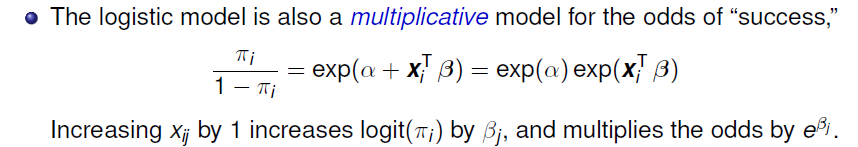 The logistic model is also a multiplicative model for the odds of “success,”
πi / (1 − πi) = exp(α + xiᵀ β) = exp(α) exp(xiᵀ β)
Increasing xij by 1 increases logit(πi) by βj, and multiplies the odds by e^βj.